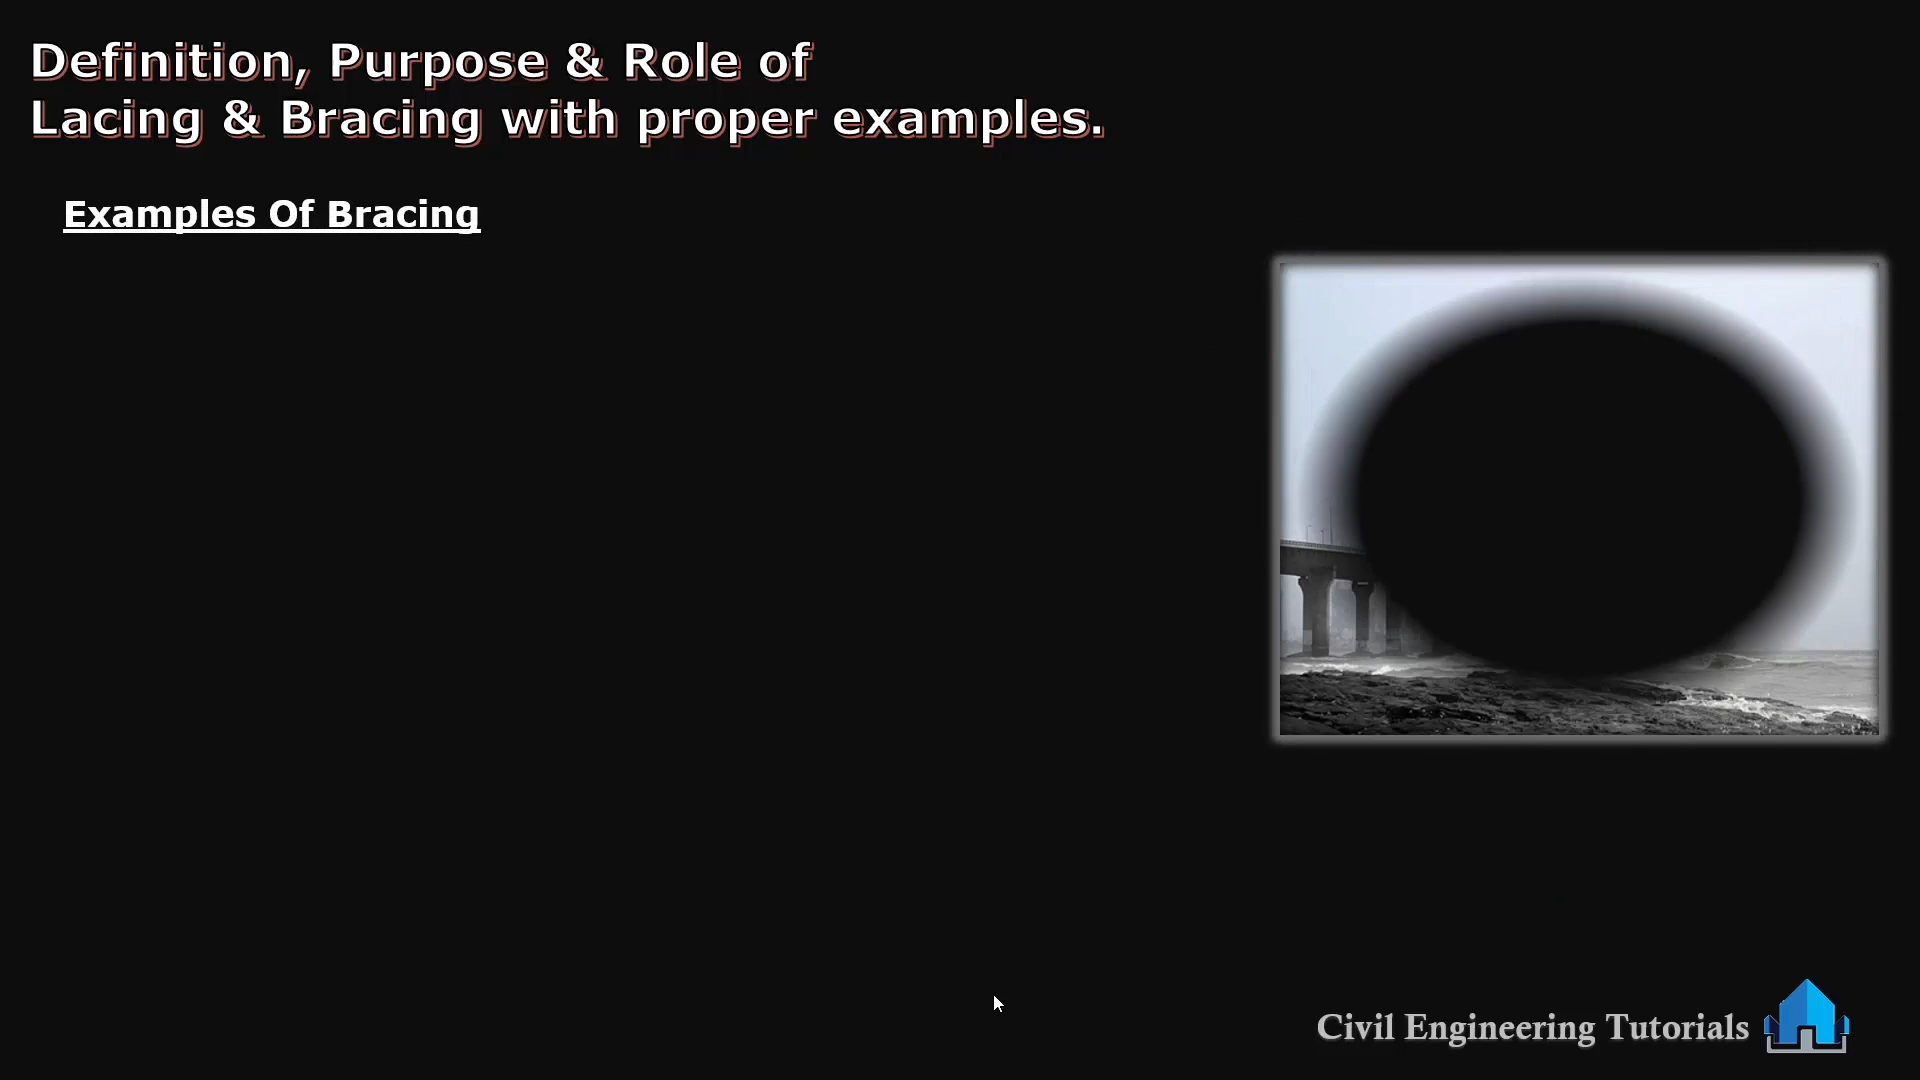 Definition, Purpose & Role of
Lacing & Bracing with proper examples.
Examples Of Bracing
Civil Engineering Tutorials